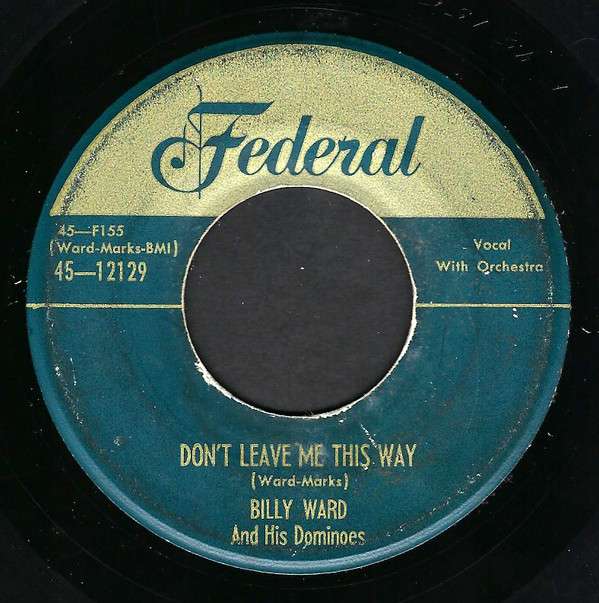 Federal
45—F155
(Ward-Marks-BMI)
45—12129
Vocal
With Orchestra
DON'T LEAVE ME THIS WAY
(Ward-Marks)
BILLY WARD
And His Dominoes